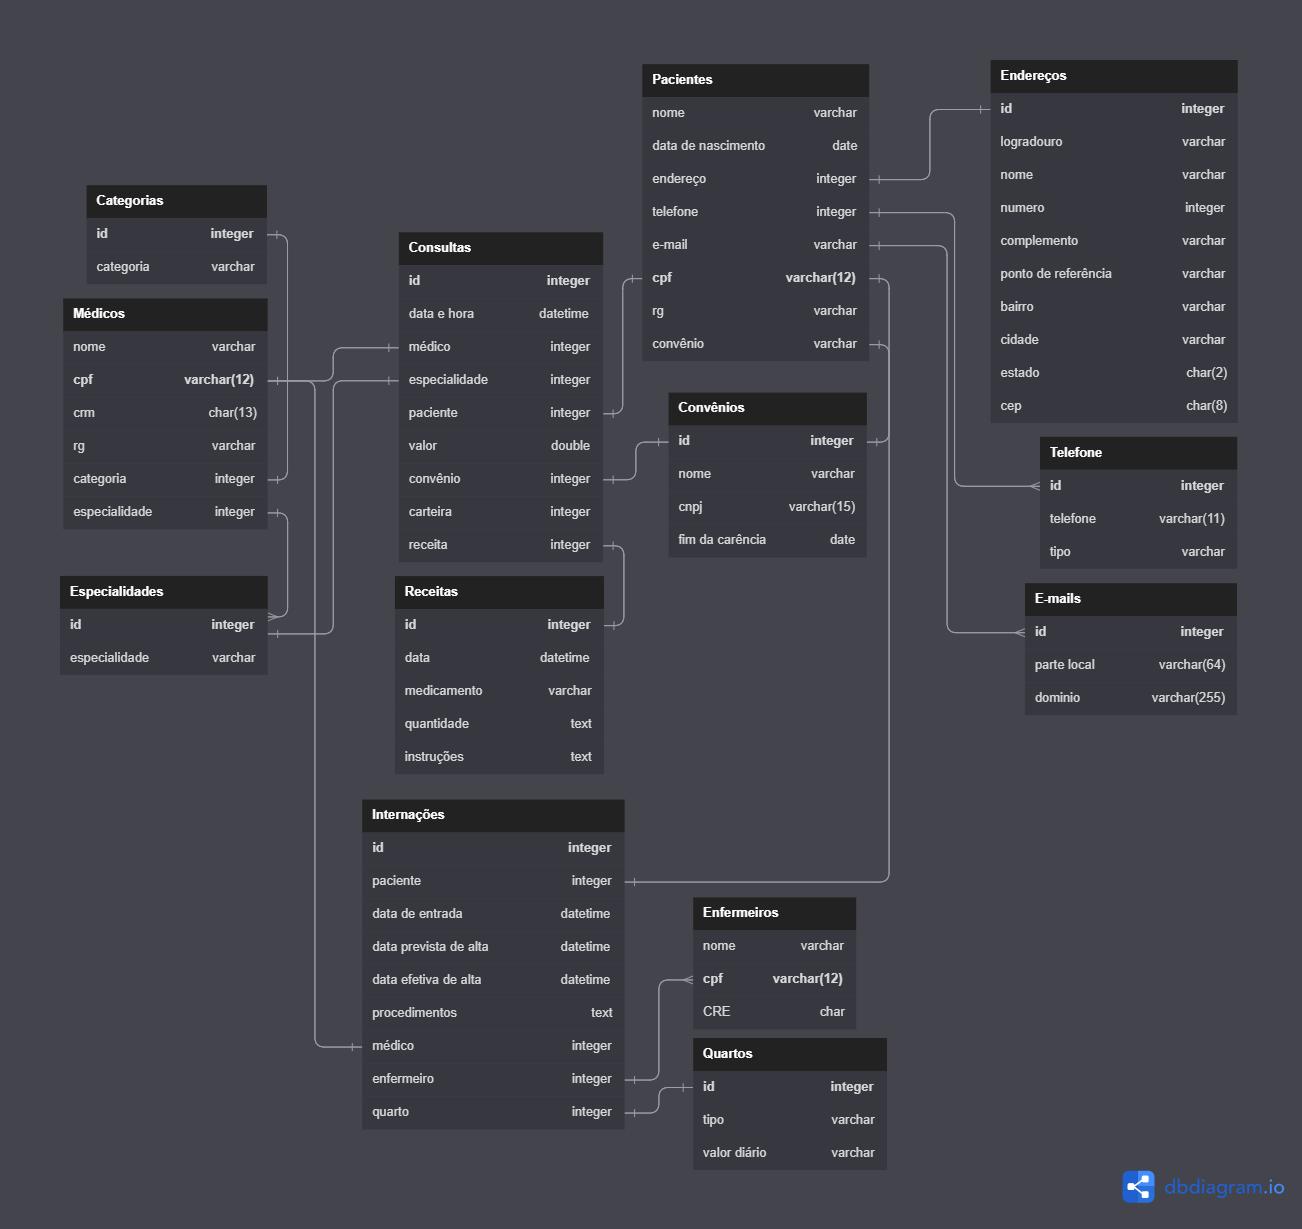 Categorias
id integer
categoria varchar
Médicos
nome varchar
cpf varchar(12)
crm char(13)
rg varchar
categoria integer
especialidade integer
Especialidades
id integer
especialidade varchar
Consultas
id integer
data e hora datetime
médico integer
especialidade integer
paciente integer
valor double
convênio integer
carteira integer
receita integer
Receitas
id integer
data datetime
medicamento varchar
quantidade text
instruções text
Internações
id integer
paciente integer
data de entrada datetime
data prevista de alta datetime
data efetiva de alta datetime
procedimentos text
médico integer
enfermeiro integer
quarto integer
Pacientes
nome varchar
data de nascimento date
endereço integer
telefone integer
e-mail varchar
cpf varchar(12)
rg varchar
convênio varchar
Convênios
id integer
nome varchar
cnpj varchar(15)
fim da carência date
Enfermeiros
nome varchar
cpf varchar(12)
CRE char
Quartos
id integer
tipo varchar
valor diário varchar
Endereços
id integer
logradouro varchar
nome varchar
numero integer
complemento varchar
ponto de referência varchar
bairro varchar
cidade varchar
estado char(2)
cep char(8)
Telefone
id integer
telefone varchar(11)
tipo varchar
E-mails
id integer
parte local varchar(64)
dominio varchar(255)
dbdiagram.io